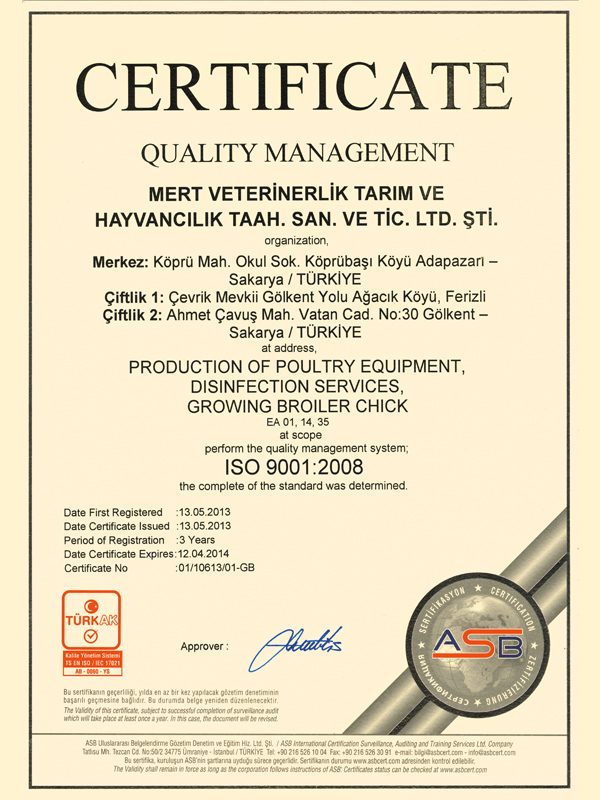 CERTIFICATE
QUALITY MANAGEMENT
MERT VETERİNERLİK TARIM VE
HAYVANCILIK TAAH. SAN. VE TİC. LTD. ŞTİ.
organization,
Merkez: Köprü Mah. Okul Sok. Köprübaşı Köyü Adapazarı –
Sakarya / TÜRKİYE
Çiftlik 1: Çevrik Mevkii Gölkent Yolu Ağacık Köyü, Ferizli
Çiftlik 2: Ahmet Çavuş Mah. Vatan Cad. No:30 Gölkent –
Sakarya / TÜRKİYE
at address,
PRODUCTION OF POULTRY EQUIPMENT,
DISINFECTION SERVICES,
GROWING BROILER CHICK
EA 01, 14, 35
at scope
perform the quality management system;
ISO 9001:2008
the complete of the standard was determined.
Date First Registered :13.05.2013
Date Certificate Issued :13.05.2013
Period of Registration :3 Years
Date Certificate Expires:12.04.2014
Certificate No :01/10613/01-GB
TÜRKAK
Kalite Yönetim Sistemi
TS EN ISO / IEC 17021
AB - 0060 - YS
Approver :
SERTİFİKASYON ★ CERTIFICATION
ASB
СЕРТИФИКАЦИЯ ★ ZERTIFIZIERUNG
Bu sertifikanın geçerliliği, yılda en az bir kez yapılacak gözetim denetiminin
başarılı geçmesine bağlıdır. Bu durumda belge yeniden düzenlenecektir.
The Validity of this certificate, subject to successful completion of surveillance audit
which will take place at least once a year. In this case, the document will be revised.
ASB Uluslararası Belgelendirme Gözetim Denetim ve Eğitim Hiz. Ltd. Şti. / ASB International Certification Surveillance, Auditing and Training Services Ltd. Company
Tatlısu Mh. Tezcan Cd. No:50/2 34775 Ümraniye - İstanbul / TÜRKİYE Tel: +90 216 526 10 04 Fax: +90 216 526 30 91 e-mail: bilgi@asbcert.com - info@asbcert.com
Bu sertifika, kuruluşun ASB'nin şartlarına uyduğu sürece geçerlidir. Sertifikanın durumu www.asbcert.com adresinden kontrol edilebilir.
The Validity shall remain in force as long as the corporation follows instructions of ASB: Certificates status can be checked at www.asbcert.com